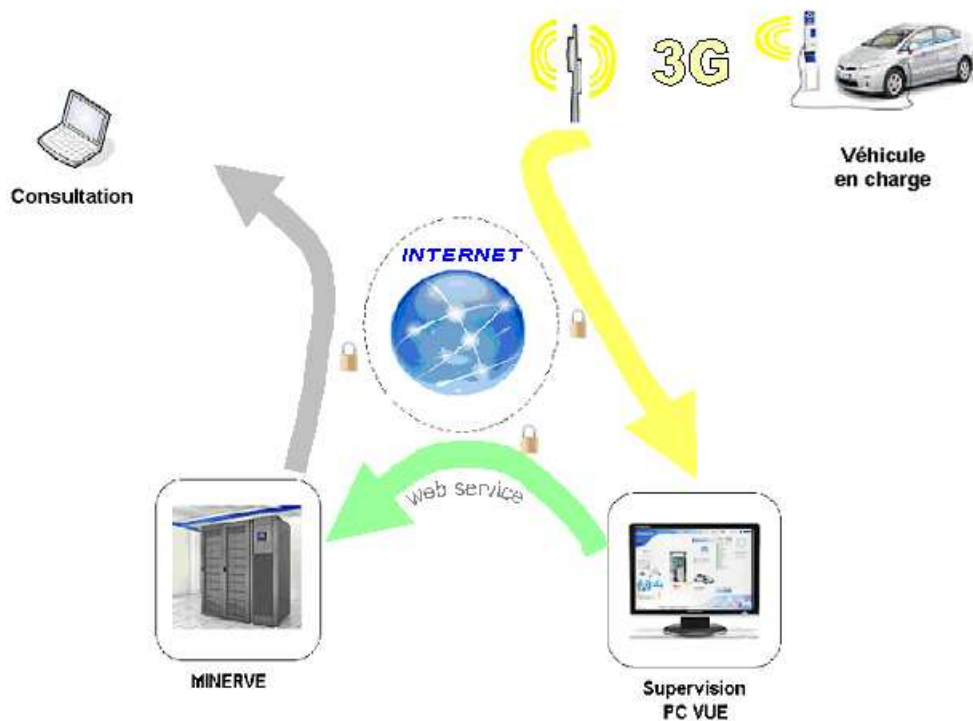 3G
Véhicule
en charge
Consultation
INTERNET
web service
MINERVE
Supervision
PC VUE